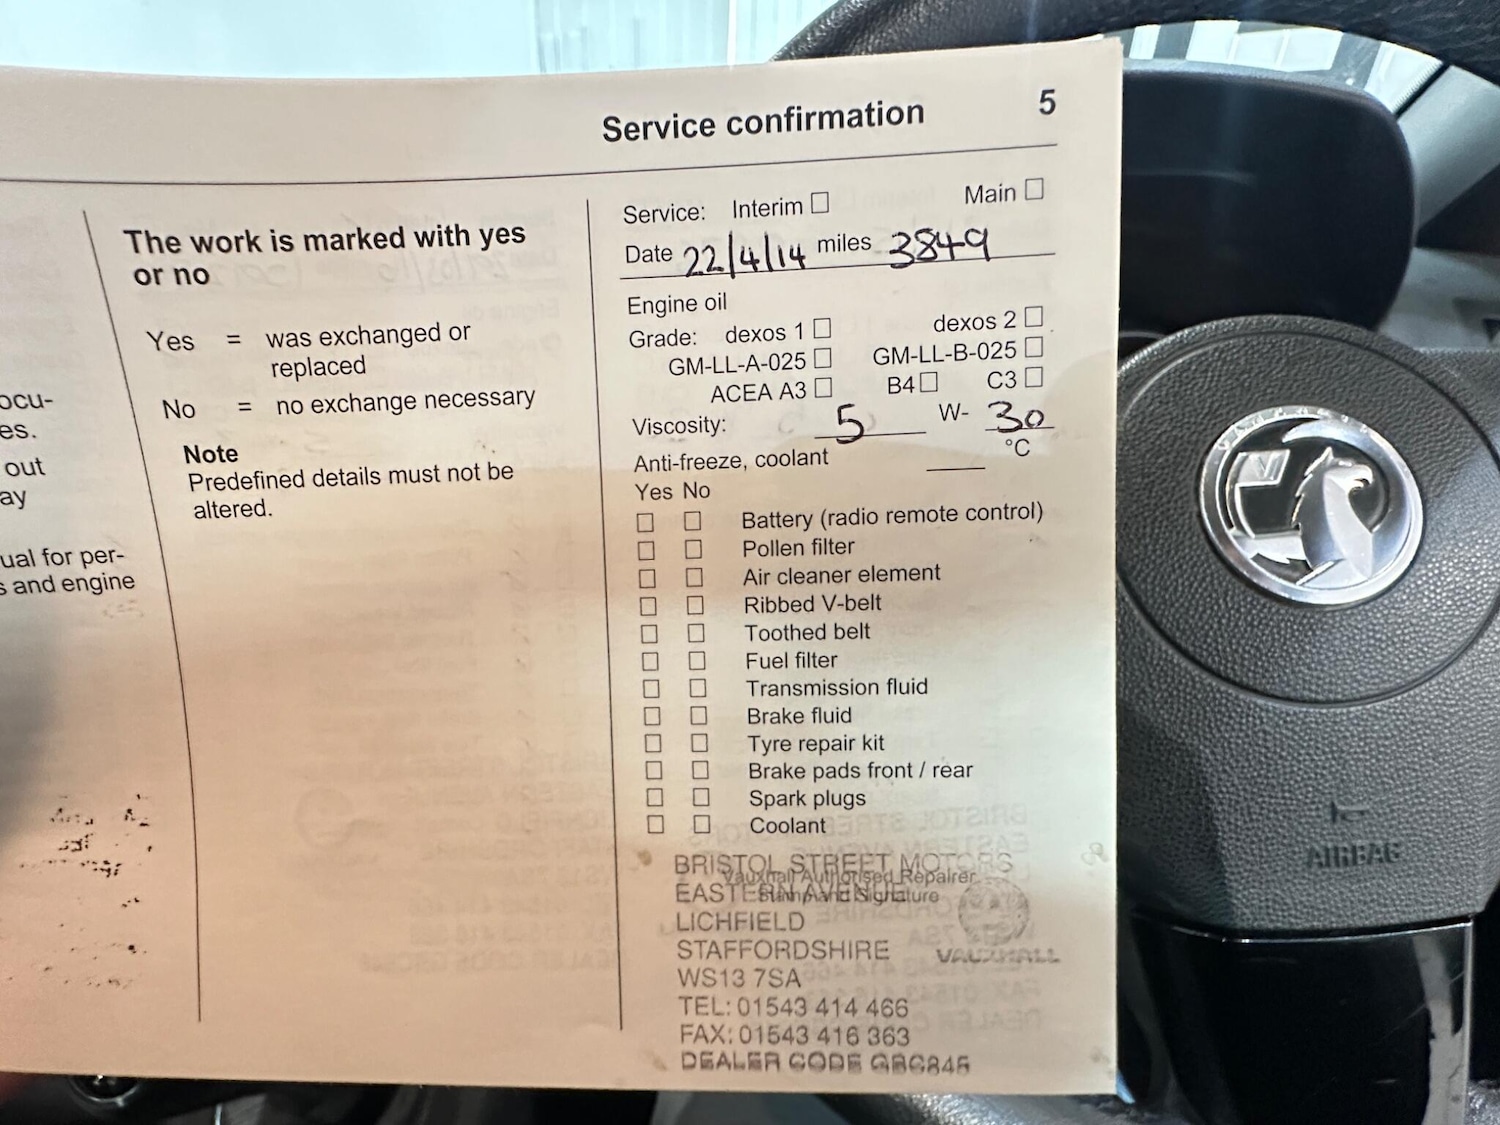 Service confirmation 5
ocu-
es.
out
ay
ual for per-
s and engine
The work is marked with yes
or no
Yes = was exchanged or
replaced
No = no exchange necessary
Note
Predefined details must not be
altered.
Service: Interim ☐ Main ☐
Date 22/4/14 miles 3849
Engine oil
Grade: dexos 1 ☐ dexos 2 ☐
GM-LL-A-025 ☐ GM-LL-B-025 ☐
ACEA A3 ☐ B4 ☐ C3 ☐
Viscosity: 5 W- 30
Anti-freeze, coolant ____ °C
Yes No
☐ ☐ Battery (radio remote control)
☐ ☐ Pollen filter
☐ ☐ Air cleaner element
☐ ☐ Ribbed V-belt
☐ ☐ Toothed belt
☐ ☐ Fuel filter
☐ ☐ Transmission fluid
☐ ☐ Brake fluid
☐ ☐ Tyre repair kit
☐ ☐ Brake pads front / rear
☐ ☐ Spark plugs
☐ ☐ Coolant
BRISTOL STREET MOTORS
Vauxhall Authorised Repairer
EASTERN AVENUE
Stamp and Signature
LICHFIELD
STAFFORDSHIRE
VAUXHALL
WS13 7SA
TEL: 01543 414 466
FAX: 01543 416 363
DEALER CODE GBC845
AIRBAG